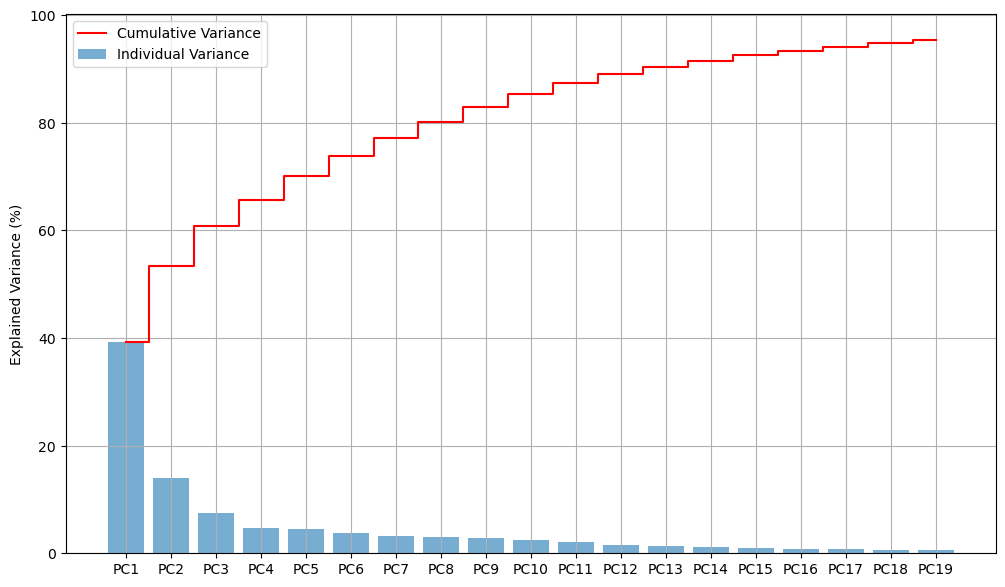 100
Cumulative Variance
Individual Variance
80
60
40
20
0
Explained Variance (%)
PC1 PC2 PC3 PC4 PC5 PC6 PC7 PC8 PC9 PC10 PC11 PC12 PC13 PC14 PC15 PC16 PC17 PC18 PC19